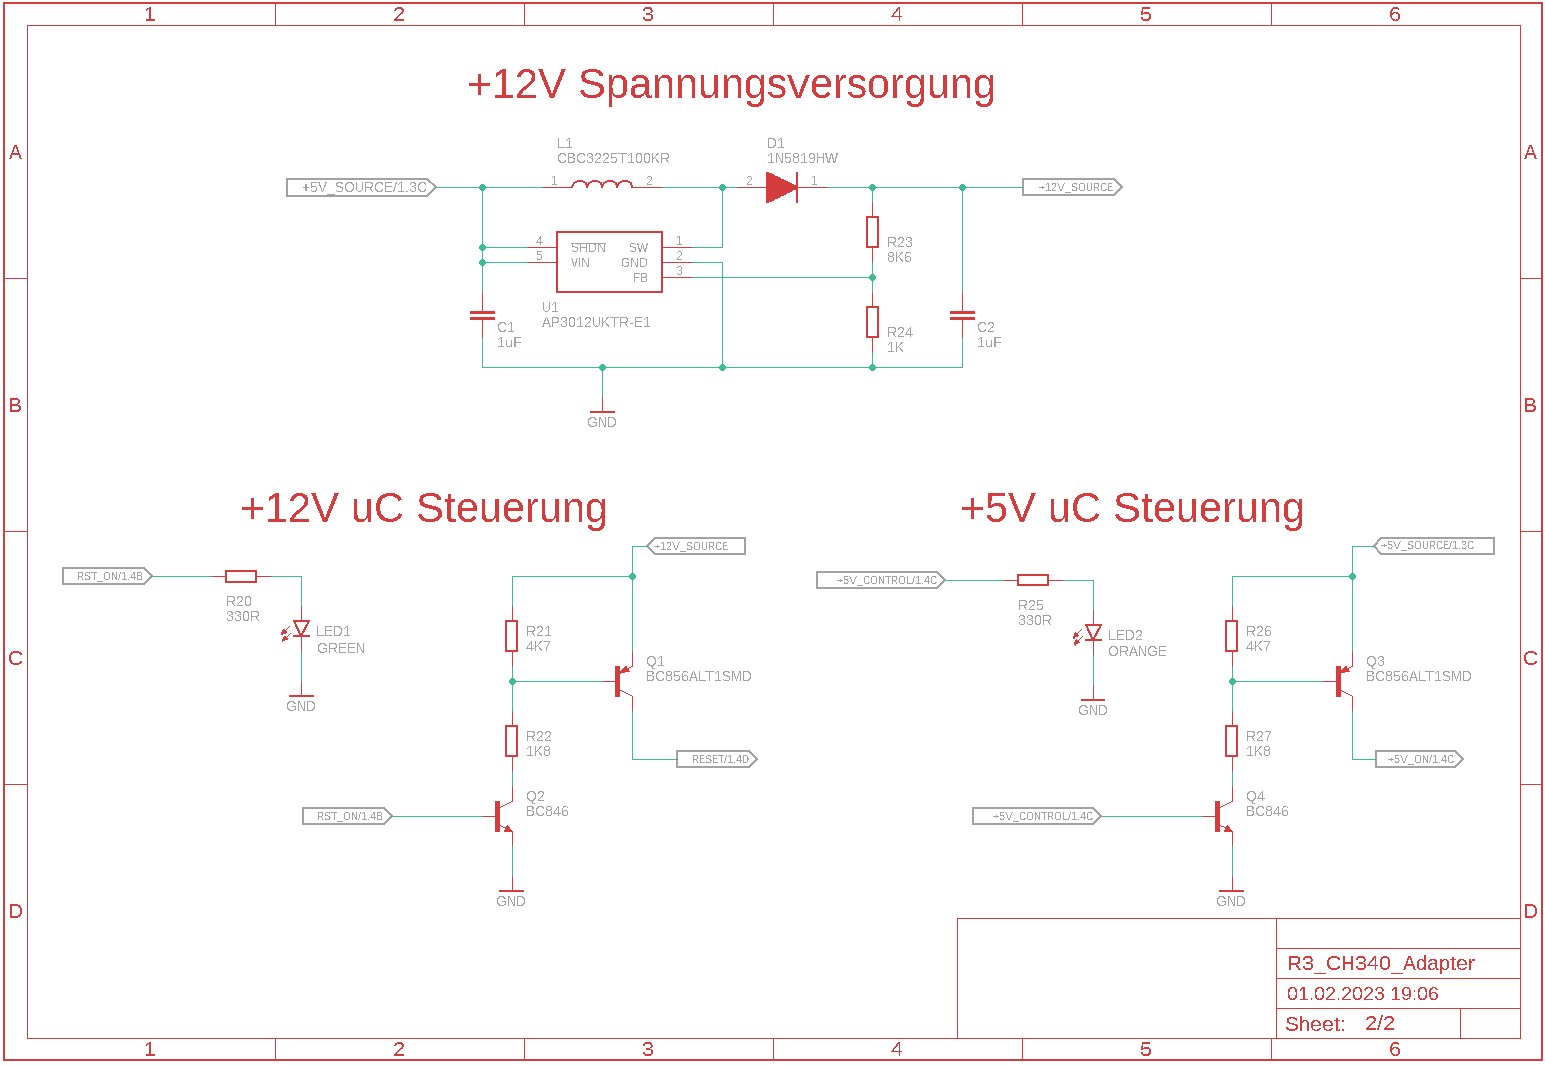 1 2 3 4 5 6
+12V Spannungsversorgung
A A
L1
CBC3225T100KR
D1
1N5819HW
+5V_SOURCE/1.3C
1 2
2 1
+12V_SOURCE
4 SHDN SW 1
5 VIN GND 2
FB 3
R23
8K6
U1
AP3012UKTR-E1
C1
1uF
R24
1K
C2
1uF
GND
B B
+12V uC Steuerung
+5V uC Steuerung
+12V_SOURCE
+5V_SOURCE/1.3C
RST_ON/1.4B
R20
330R
LED1
GREEN
GND
R21
4K7
Q1
BC856ALT1SMD
R22
1K8
RESET/1.4D
RST_ON/1.4B
Q2
BC846
GND
+5V_CONTROL/1.4C
R25
330R
LED2
ORANGE
GND
R26
4K7
Q3
BC856ALT1SMD
R27
1K8
+5V_ON/1.4C
+5V_CONTROL/1.4C
Q4
BC846
GND
C C
D D
R3_CH340_Adapter
01.02.2023 19:06
Sheet: 2/2
1 2 3 4 5 6